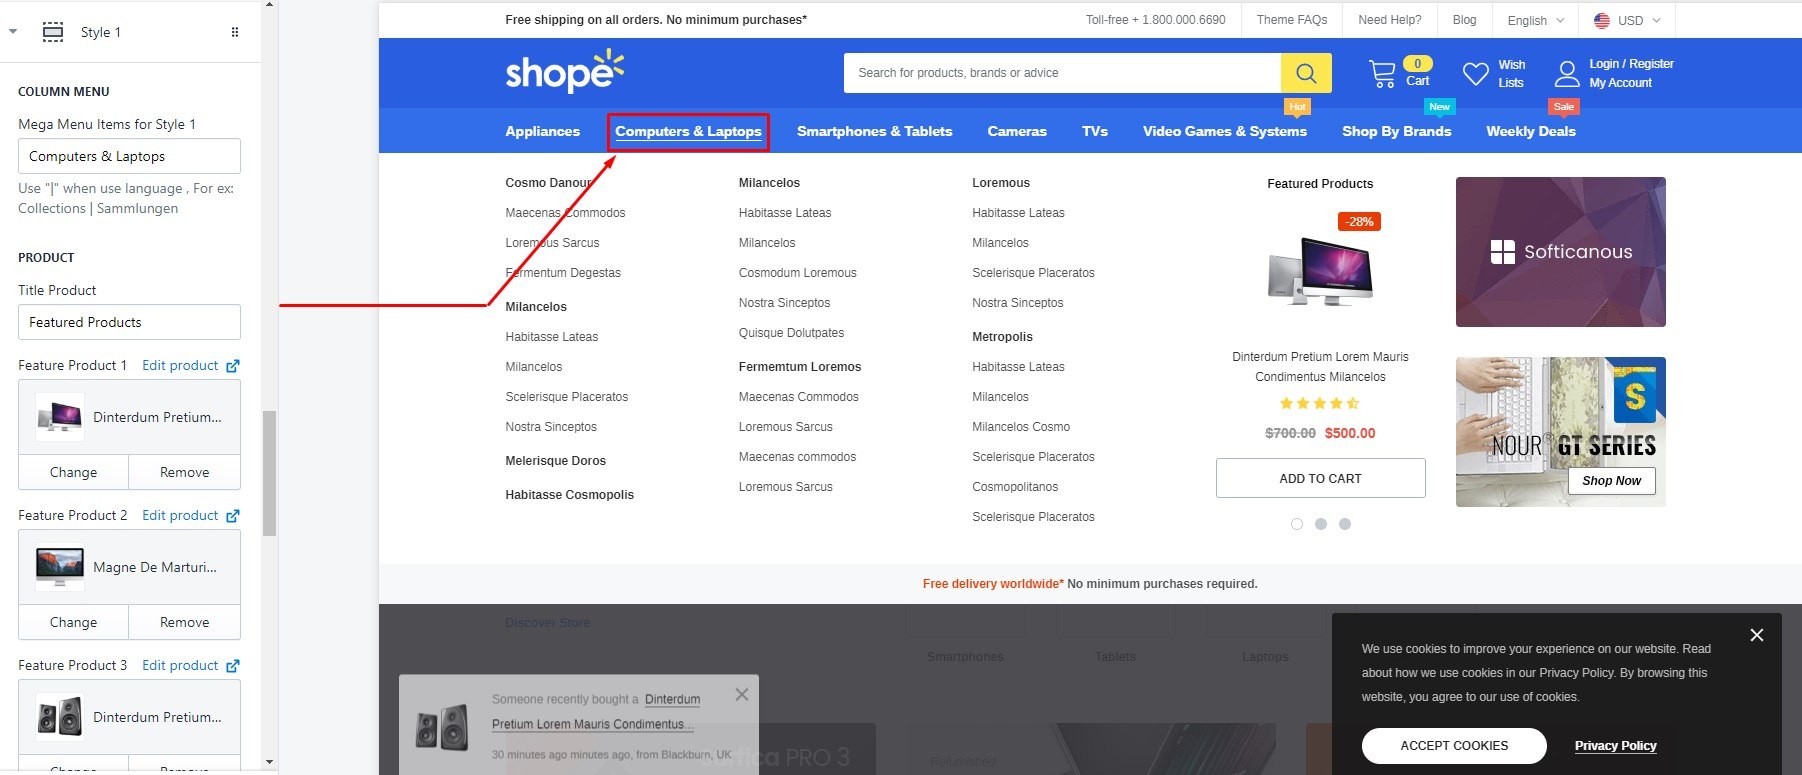 Style 1
COLUMN MENU
Mega Menu Items for Style 1
Computers & Laptops
Use "|" when use language , For ex:
Collections | Sammlungen
PRODUCT
Title Product
Featured Products
Feature Product 1 Edit product
Dinterdum Pretium...
Change Remove
Feature Product 2 Edit product
Magne De Marturi...
Change Remove
Feature Product 3 Edit product
Dinterdum Pretium...
Change Remove
Free shipping on all orders. No minimum purchases*
Toll-free + 1.800.000.6690 Theme FAQs Need Help? Blog English USD
shope
Search for products, brands or advice
0
Cart
Wish
Lists
Login / Register
My Account
Hot New Sale
Appliances Computers & Laptops Smartphones & Tablets Cameras TVs Video Games & Systems Shop By Brands Weekly Deals
Cosmo Danour
Maecenas Commodos
Loremous Sarcus
Fermentum Degestas
Milancelos
Habitasse Lateas
Milancelos
Scelerisque Placeratos
Nostra Sinceptos
Melerisque Doros
Habitasse Cosmopolis
Milancelos
Habitasse Lateas
Milancelos
Cosmodum Loremous
Nostra Sinceptos
Quisque Dolutpates
Fermemtum Loremos
Maecenas Commodos
Loremous Sarcus
Maecenas commodos
Loremous Sarcus
Loremous
Habitasse Lateas
Milancelos
Scelerisque Placeratos
Nostra Sinceptos
Metropolis
Habitasse Lateas
Milancelos
Milancelos Cosmo
Scelerisque Placeratos
Cosmopolitanos
Scelerisque Placeratos
Featured Products
-28%
Dinterdum Pretium Lorem Mauris
Condimentus Milancelos
$700.00 $500.00
ADD TO CART
Softicanous
S
NOUR® GT SERIES
Shop Now
Free delivery worldwide* No minimum purchases required.
Discover Store
Smartphones Tablets Laptops
Someone recently bought a Dinterdum
Pretium Lorem Mauris Condimentus...
30 minutes ago minutes ago, from Blackburn, UK
PRO 3
Refurnished
We use cookies to improve your experience on our website. Read
about how we use cookies in our Privacy Policy. By browsing this
website, you agree to our use of cookies.
ACCEPT COOKIES Privacy Policy